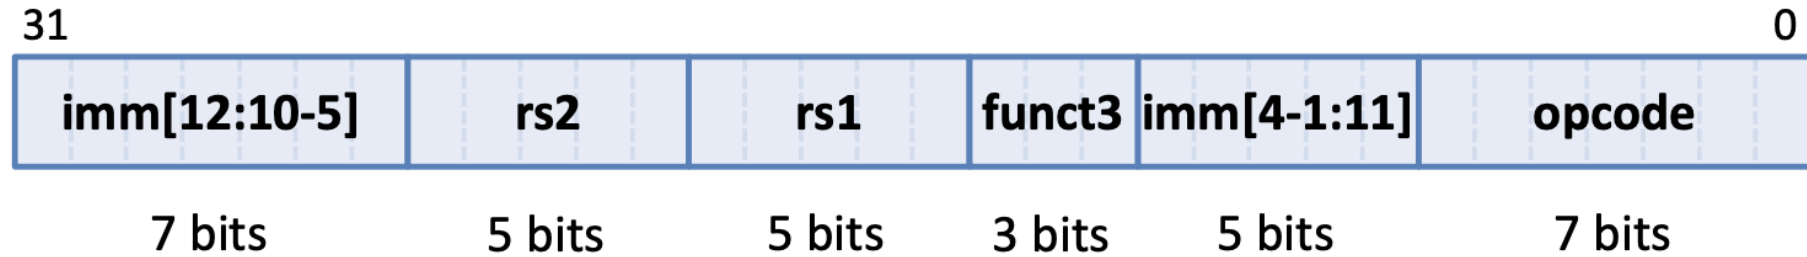 31 0
imm[12:10-5] rs2 rs1 funct3 imm[4-1:11] opcode
7 bits 5 bits 5 bits 3 bits 5 bits 7 bits